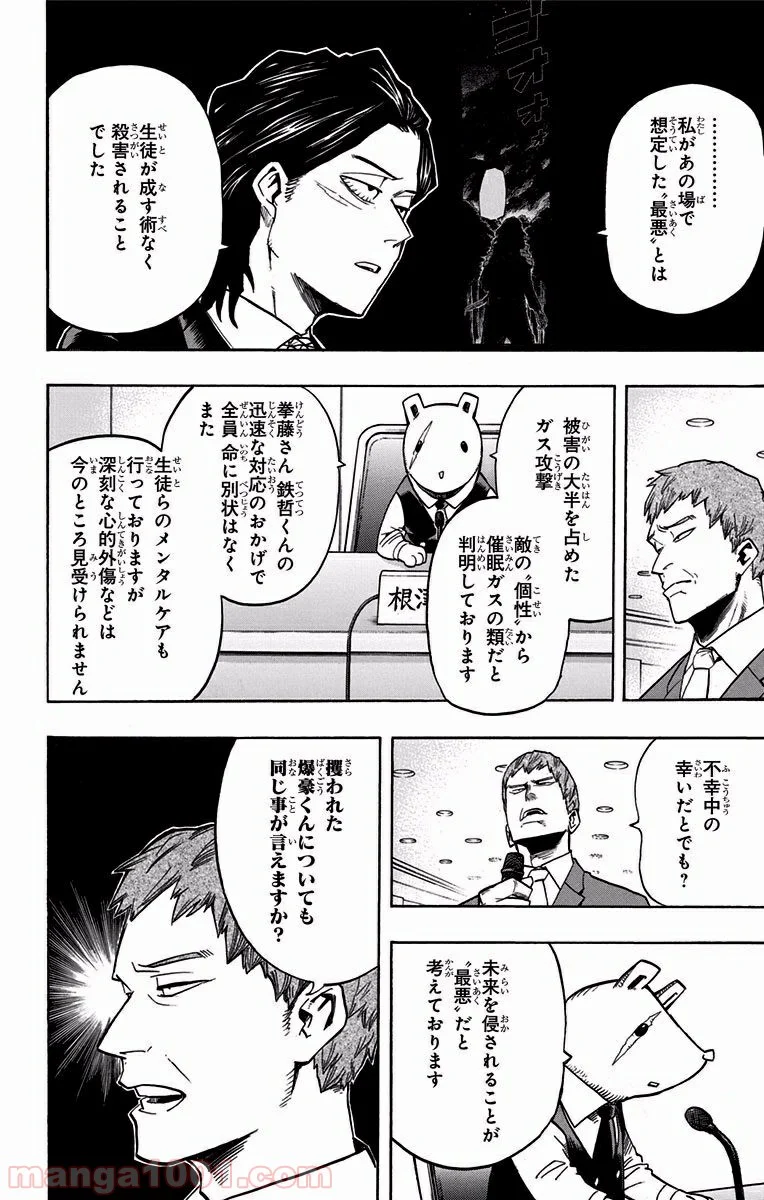 …………
私があの場で
想定した〝最悪〟とは
ゴオオオオ
生徒が成す術なく
殺害されること
でした
被害の大半を占めた
ガス攻撃
敵の〝個性〟から
催眠ガスの類だと
判明しております
根津
拳藤さん 鉄哲くんの
迅速な対応のおかげで
全員 命に別状はなく
また
生徒らのメンタルケアも
行っておりますが
深刻な心的外傷などは
今のところ見受けられません
不幸中の
幸いだとでも?
未来を侵されることが
〝最悪〟だと
考えております
攫われた
爆豪くんについても
同じ事が言えますか?
manga1001.com